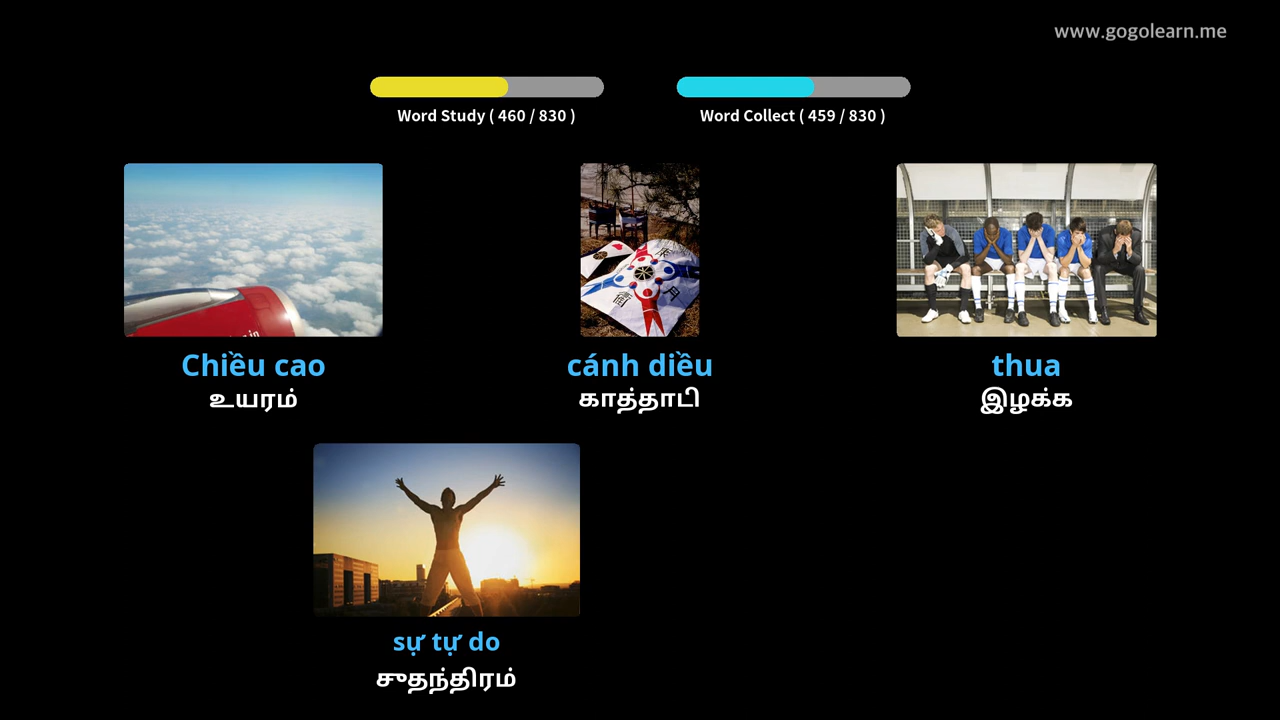 www.gogolearn.me
Word Study ( 460 / 830 )
Word Collect ( 459 / 830 )
Chiều cao
உயரம்
cánh diều
காத்தாடி
thua
இழக்க
sự tự do
சுதந்திரம்